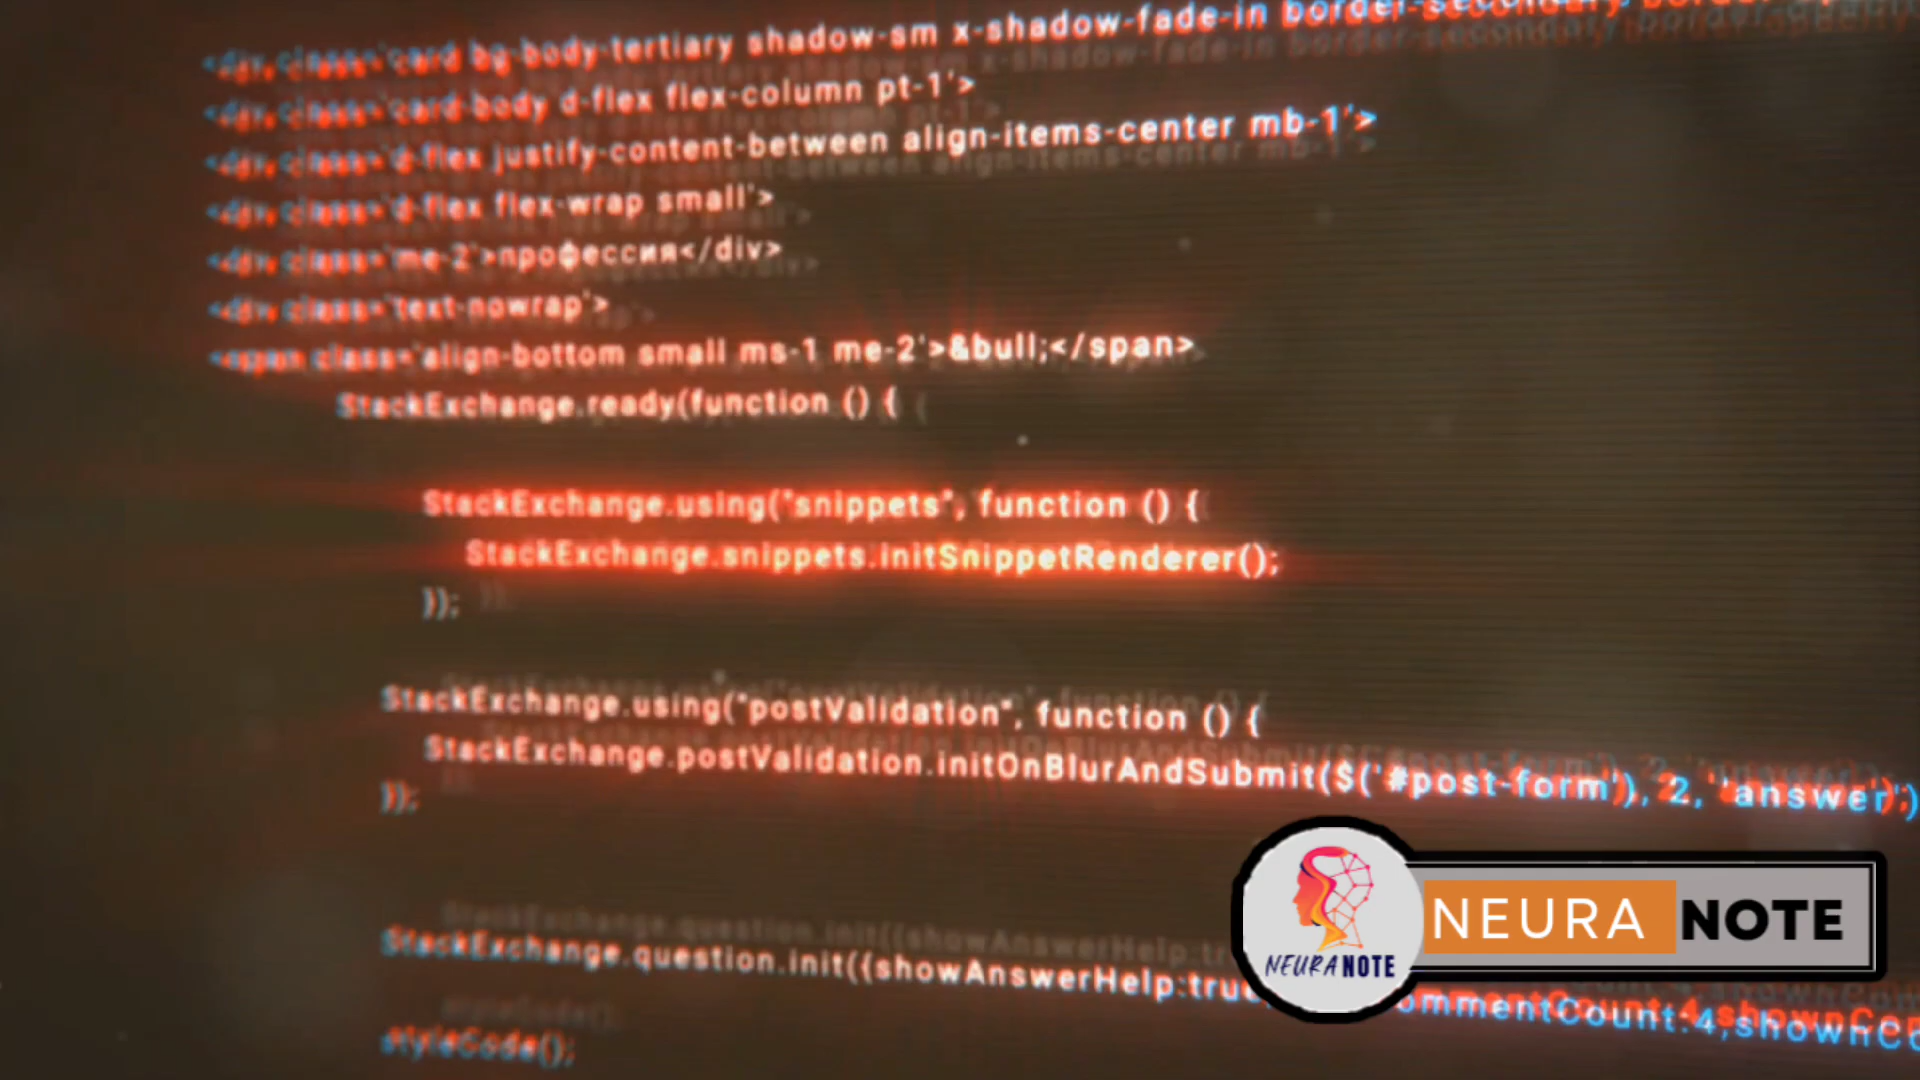 <div class='card bg-body-tertiary shadow-sm x-shadow-fade-in border-secondary
<div class='card-body d-flex flex-column pt-1'>
<div class='d-flex justify-content-between align-items-center mb-1'>
<div class='d-flex flex-wrap small'>
<div class='me-2'>профессия</div>
<div class='text-nowrap'>
<span class='align-bottom small ms-1 me-2'>&bull;</span>
StackExchange.ready(function () {
StackExchange.using("snippets", function () {
StackExchange.snippets.initSnippetRenderer();
});
StackExchange.using("postValidation", function () {
StackExchange.postValidation.initOnBlurAndSubmit($('#post-form'), 2, 'answer');
});
StackExchange.question.init({showAnswerHelp:true, ommentCount:4,shownCo
styleCode();
NEURA NOTE
NEURANOTE